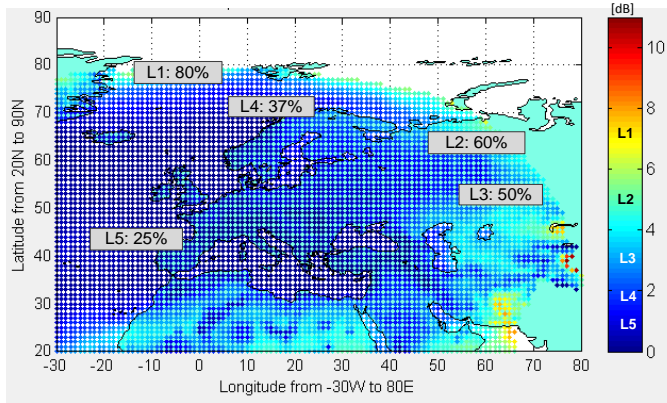 [dB]
90
80
70
60
50
40
30
20
-30
-20
-10
0
10
20
30
40
50
60
70
80
Latitude from 20N to 90N
Longitude from -30W to 80E
L1: 80%
L4: 37%
L2: 60%
L3: 50%
L5: 25%
10
8
L1
6
L2
4
L3
2
L4
L5
0